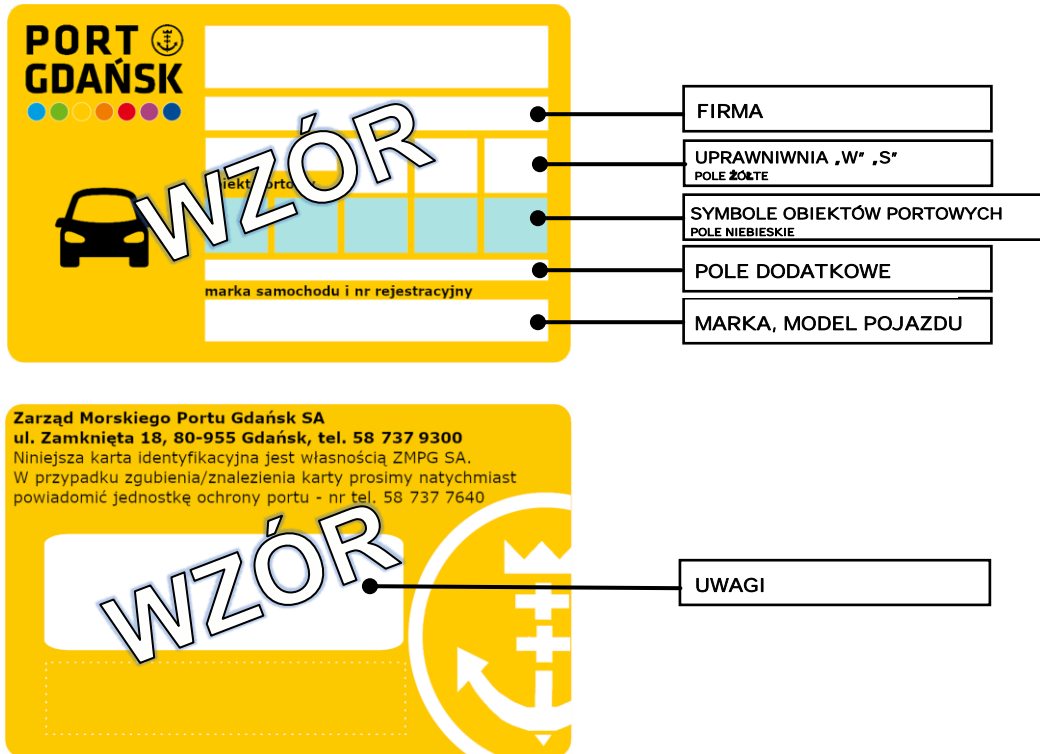 PORT
GDAŃSK
WZÓR
marka samochodu i nr rejestracyjny
FIRMA
UPRAWNIWNIA „W" „S"
POLE ŻÓŁTE
SYMBOLE OBIEKTÓW PORTOWYCH
POLE NIEBIESKIE
POLE DODATKOWE
MARKA, MODEL POJAZDU
Zarząd Morskiego Portu Gdańsk SA
ul. Zamknięta 18, 80-955 Gdańsk, tel. 58 737 9300
Niniejsza karta identyfikacyjna jest własnością ZMPG SA.
W przypadku zgubienia/znalezienia karty prosimy natychmiast
powiadomić jednostkę ochrony portu - nr tel. 58 737 7640
WZÓR
UWAGI